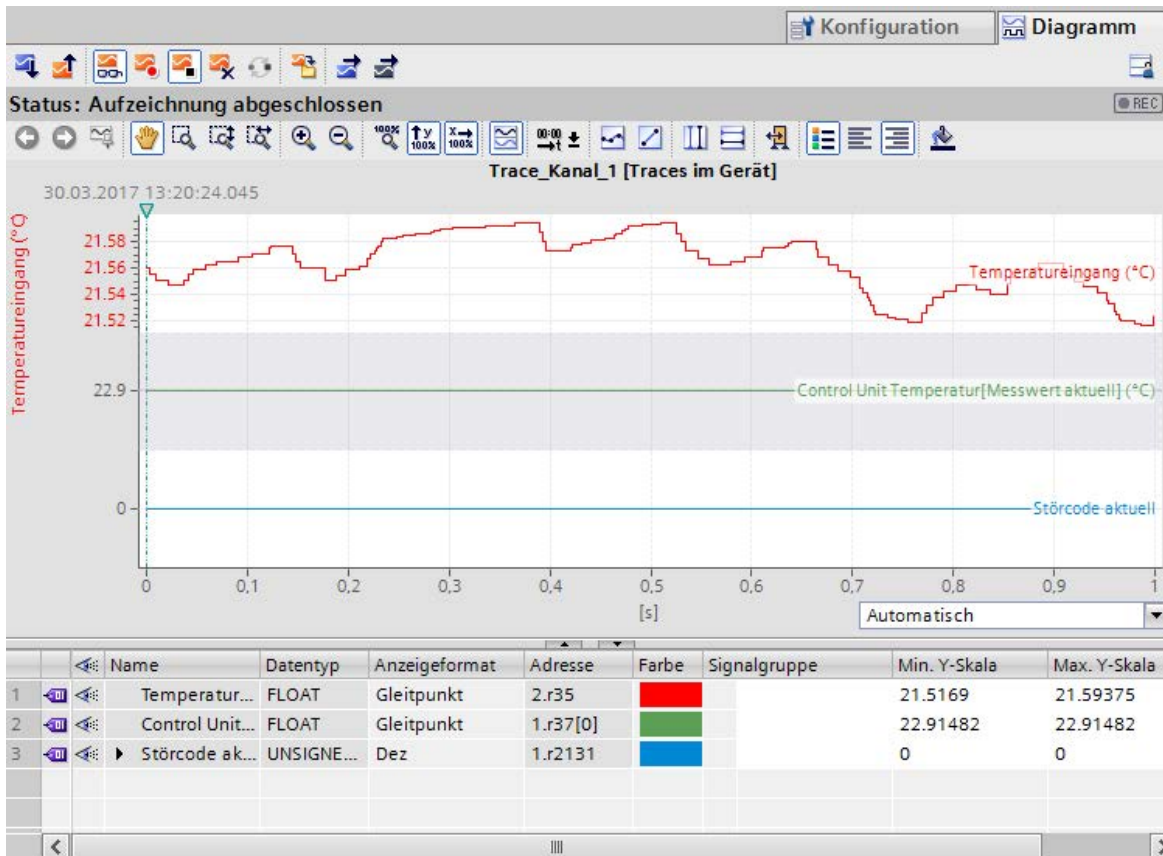 Konfiguration Diagramm
Status: Aufzeichnung abgeschlossen REC
100% y 100% x 100% 00:00 t
Trace_Kanal_1 [Traces im Gerät]
30.03.2017 13:20:24.045
Temperatureingang (°C)
21.58
21.56
21.54
21.52
Temperatureingang (°C)
22.9
Control Unit Temperatur[Messwert aktuell] (°C)
0
Störcode aktuell
0 0,1 0,2 0,3 0,4 0,5 0,6 0,7 0,8 0,9 1
[s]
Automatisch
Name Datentyp Anzeigeformat Adresse Farbe Signalgruppe Min. Y-Skala Max. Y-Skala
1 Temperatur... FLOAT Gleitpunkt 2.r35 21.5169 21.59375
2 Control Unit... FLOAT Gleitpunkt 1.r37[0] 22.91482 22.91482
3 Störcode ak... UNSIGNE... Dez 1.r2131 0 0